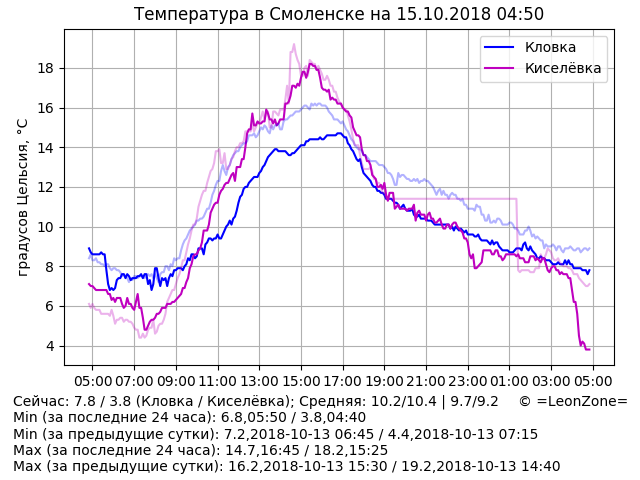 Температура в Смоленске на 15.10.2018 04:50
Кловка
Киселёвка
градусов Цельсия, °C
18
16
14
12
10
8
6
4
05:00 07:00 09:00 11:00 13:00 15:00 17:00 19:00 21:00 23:00 01:00 03:00 05:00
Сейчас: 7.8 / 3.8 (Кловка / Киселёвка); Средняя: 10.2/10.4 | 9.7/9.2 © =LeonZone=
Min (за последние 24 часа): 6.8,05:50 / 3.8,04:40
Min (за предыдущие сутки): 7.2,2018-10-13 06:45 / 4.4,2018-10-13 07:15
Max (за последние 24 часа): 14.7,16:45 / 18.2,15:25
Max (за предыдущие сутки): 16.2,2018-10-13 15:30 / 19.2,2018-10-13 14:40